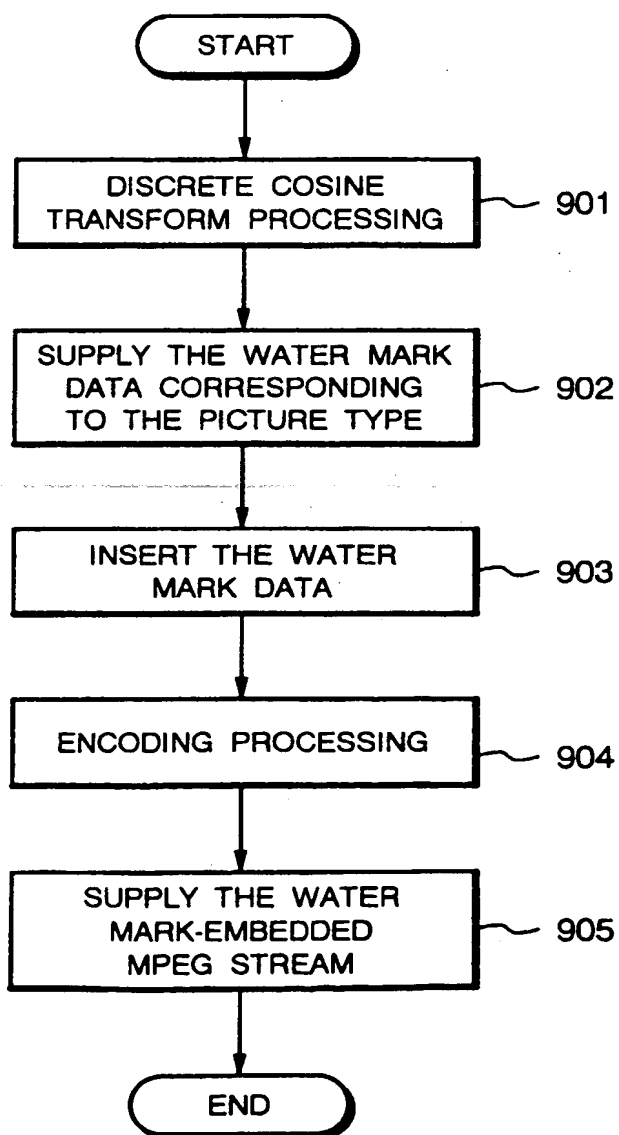 START
DISCRETE COSINE
TRANSFORM PROCESSING
901
SUPPLY THE WATER MARK
DATA CORRESPONDING
TO THE PICTURE TYPE
902
INSERT THE WATER
MARK DATA
903
ENCODING PROCESSING
904
SUPPLY THE WATER
MARK-EMBEDDED
MPEG STREAM
905
END